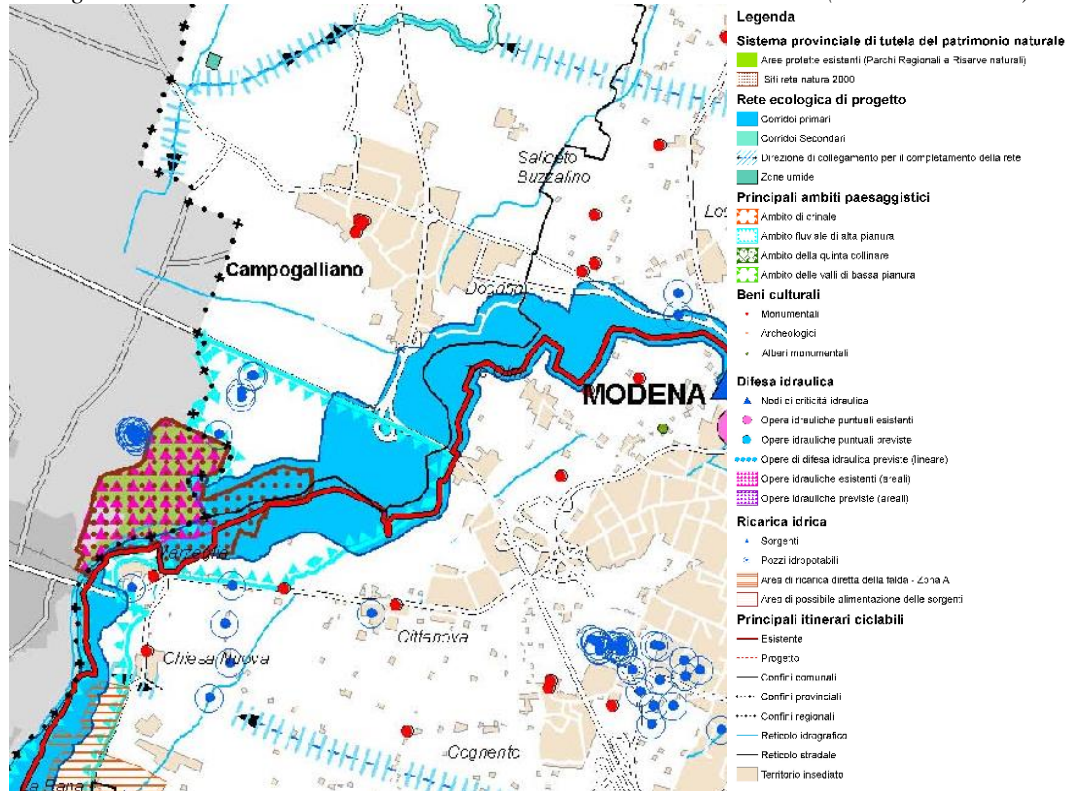 Saliceto
Buzzalino
Campogalliano
MODENA
Marzaglia
Cittanova
Chiesa Nuova
Cognento
Legenda
Sistema provinciale di tutela del patrimonio naturale
Aree protette esistenti (Parchi Regionali e Riserve naturali)
Siti rete natura 2000
Rete ecologica di progetto
Corridoi primari
Corridoi Secondari
Direzione di collegamento per il completamento della rete
Zone umide
Principali ambiti paesaggistici
Ambito di crinale
Ambito fluviale di alta pianura
Ambito della quinta collinare
Ambito delle valli di bassa pianura
Beni culturali
Monumentali
Archeologici
Alberi monumentali
Difesa idraulica
Nodi di criticità idraulica
Opere idrauliche puntuali esistenti
Opere idrauliche puntuali previste
Opere di difesa idraulica previste (lineare)
Opere idrauliche esistenti (areali)
Opere idrauliche previste (areali)
Ricarica idrica
Sorgenti
Pozzi idropotabili
Area di ricarica diretta della falda - Zona A
Area di possibile alimentazione delle sorgenti
Principali itinerari ciclabili
Esistente
Progetto
Confini comunali
Confini provinciali
Confini regionali
Reticolo idrografico
Reticolo stradale
Territorio insediato